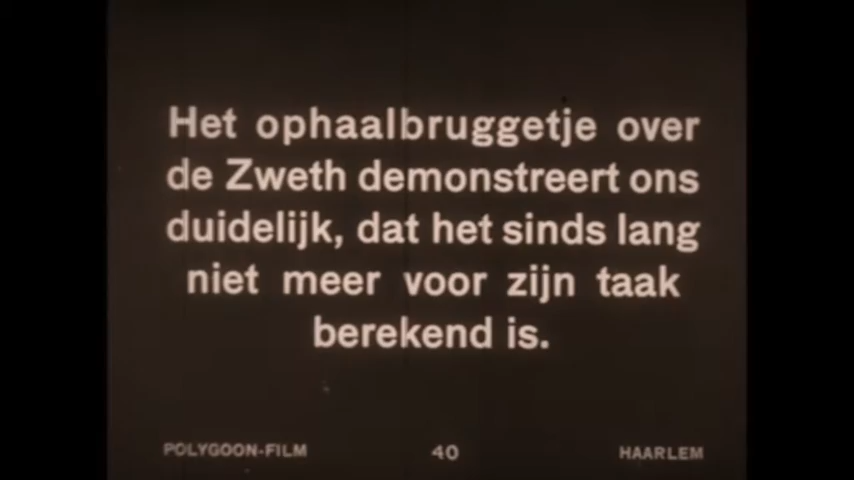 Het ophaalbruggetje over
de Zweth demonstreert ons
duidelijk, dat het sinds lang
niet meer voor zijn taak
berekend is.
POLYGOON-FILM 40 HAARLEM